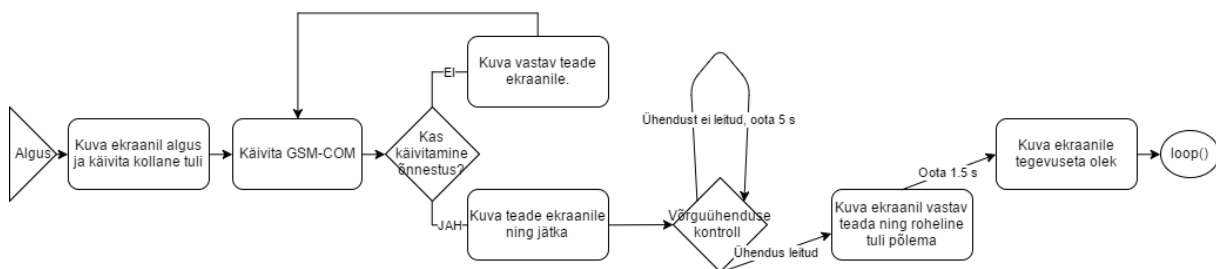 Algus
Kuva ekraanil algus
ja käivita kollane tuli
Käivita GSM-COM
Kas
käivitamine
õnnestus?
EI
Kuva vastav teade
ekraanile.
JAH
Kuva teade ekraanile
ning jätka
Ühendust ei leitud, oota 5 s
Võrguühenduse
kontroll
Ühendus leitud
Kuva ekraanil vastav
teada ning roheline
tuli põlema
Oota 1.5 s
Kuva ekraanile
tegevuseta olek
loop()